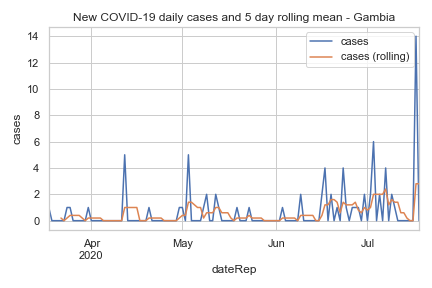 New COVID-19 daily cases and 5 day rolling mean - Gambia
cases
cases (rolling)
14
12
10
8
6
4
2
0
cases
Apr
2020
May
Jun
Jul
dateRep